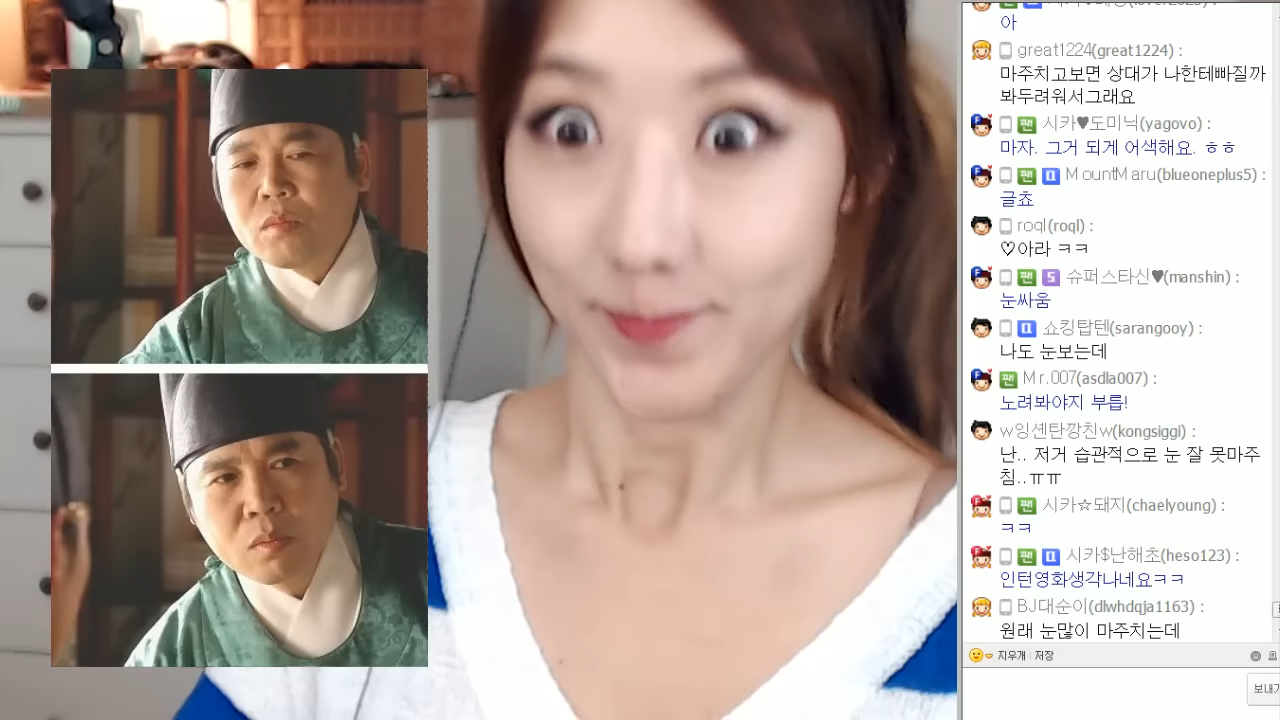 아
great1224(great1224) :
마주치고보면 상대가 나한테빠질까
봐두려워서그래요
팬 시카♥도미닉(yagovo) :
마자. 그거 되게 어색해요. ㅎㅎ
팬 MountMaru(blueoneplus5) :
글쵸
roql(roql) :
♡아라 ㅋㅋ
팬 S 슈퍼스타신♥(manshin) :
눈싸움
쇼킹탑텐(sarangooy) :
나도 눈보는데
팬 Mr.007(asdla007) :
노려봐야지 부릅!
w잉셴탄깡친w(kongsiggi) :
난.. 저거 습관적으로 눈 잘 못마주
침..ㅠㅠ
팬 시카☆돼지(chaelyoung) :
ㅋㅋ
팬 시카$난해초(heso123) :
인턴영화생각나네요ㅋㅋ
BJ대순이(dlwhdqja1163) :
원래 눈많이 마주치는데
지우개 저장